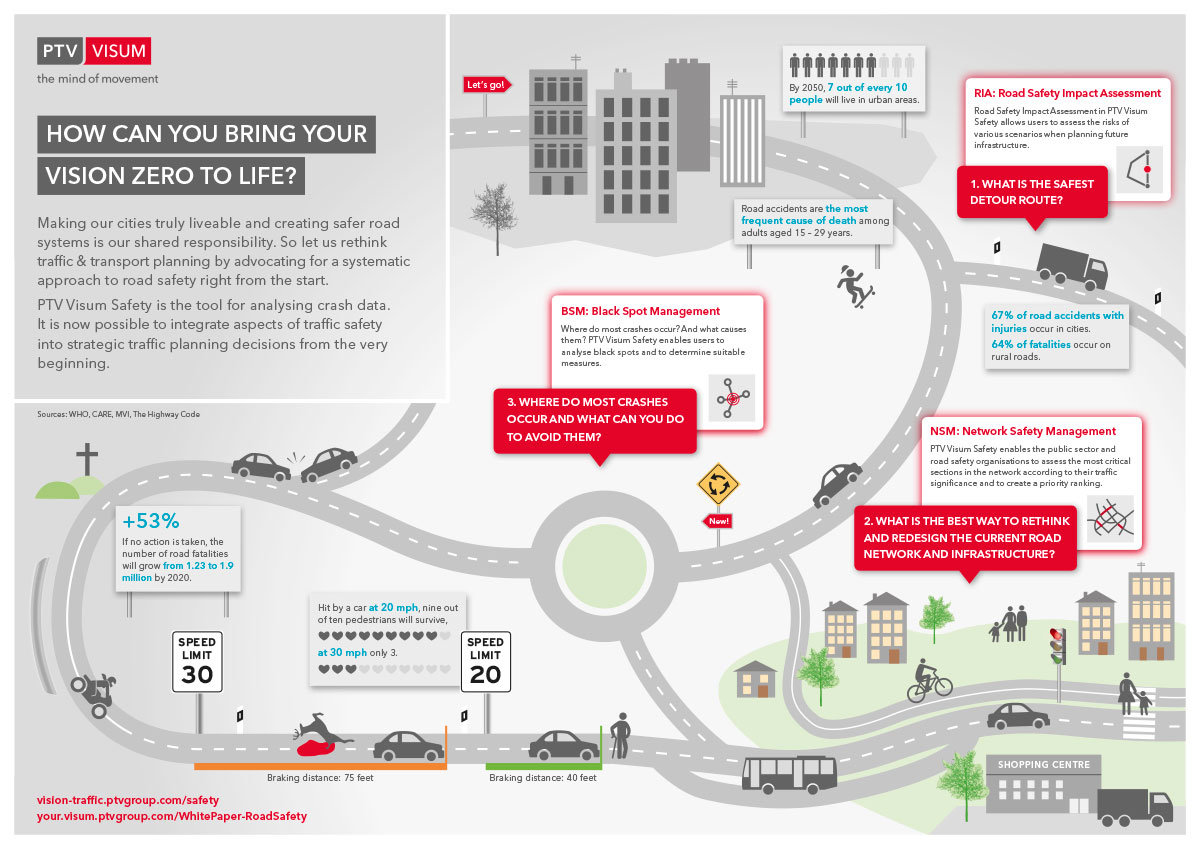 PTV VISUM
the mind of movement
HOW CAN YOU BRING YOUR
VISION ZERO TO LIFE?
Making our cities truly liveable and creating safer road
systems is our shared responsibility. So let us rethink
traffic & transport planning by advocating for a systematic
approach to road safety right from the start.
PTV Visum Safety is the tool for analysing crash data.
It is now possible to integrate aspects of traffic safety
into strategic traffic planning decisions from the very
beginning.
Sources: WHO, CARE, MVI, The Highway Code
Let's go!
By 2050, 7 out of every 10
people will live in urban areas.
RIA: Road Safety Impact Assessment
Road Safety Impact Assessment in PTV Visum
Safety allows users to assess the risks of
various scenarios when planning future
infrastructure.
1. WHAT IS THE SAFEST
DETOUR ROUTE?
Road accidents are the most
frequent cause of death among
adults aged 15 – 29 years.
67% of road accidents with
injuries occur in cities.
64% of fatalities occur on
rural roads.
BSM: Black Spot Management
Where do most crashes occur? And what causes
them? PTV Visum Safety enables users to
analyse black spots and to determine suitable
measures.
3. WHERE DO MOST CRASHES
OCCUR AND WHAT CAN YOU DO
TO AVOID THEM?
New!
NSM: Network Safety Management
PTV Visum Safety enables the public sector and
road safety organisations to assess the most critical
sections in the network according to their traffic
significance and to create a priority ranking.
2. WHAT IS THE BEST WAY TO RETHINK
AND REDESIGN THE CURRENT ROAD
NETWORK AND INFRASTRUCTURE?
+53%
If no action is taken, the
number of road fatalities
will grow from 1.23 to 1.9
million by 2020.
Hit by a car at 20 mph, nine out
of ten pedestrians will survive,
at 30 mph only 3.
SPEED
LIMIT
30
SPEED
LIMIT
20
Braking distance: 75 feet
Braking distance: 40 feet
SHOPPING CENTRE
vision-traffic.ptvgroup.com/safety
your.visum.ptvgroup.com/WhitePaper-RoadSafety